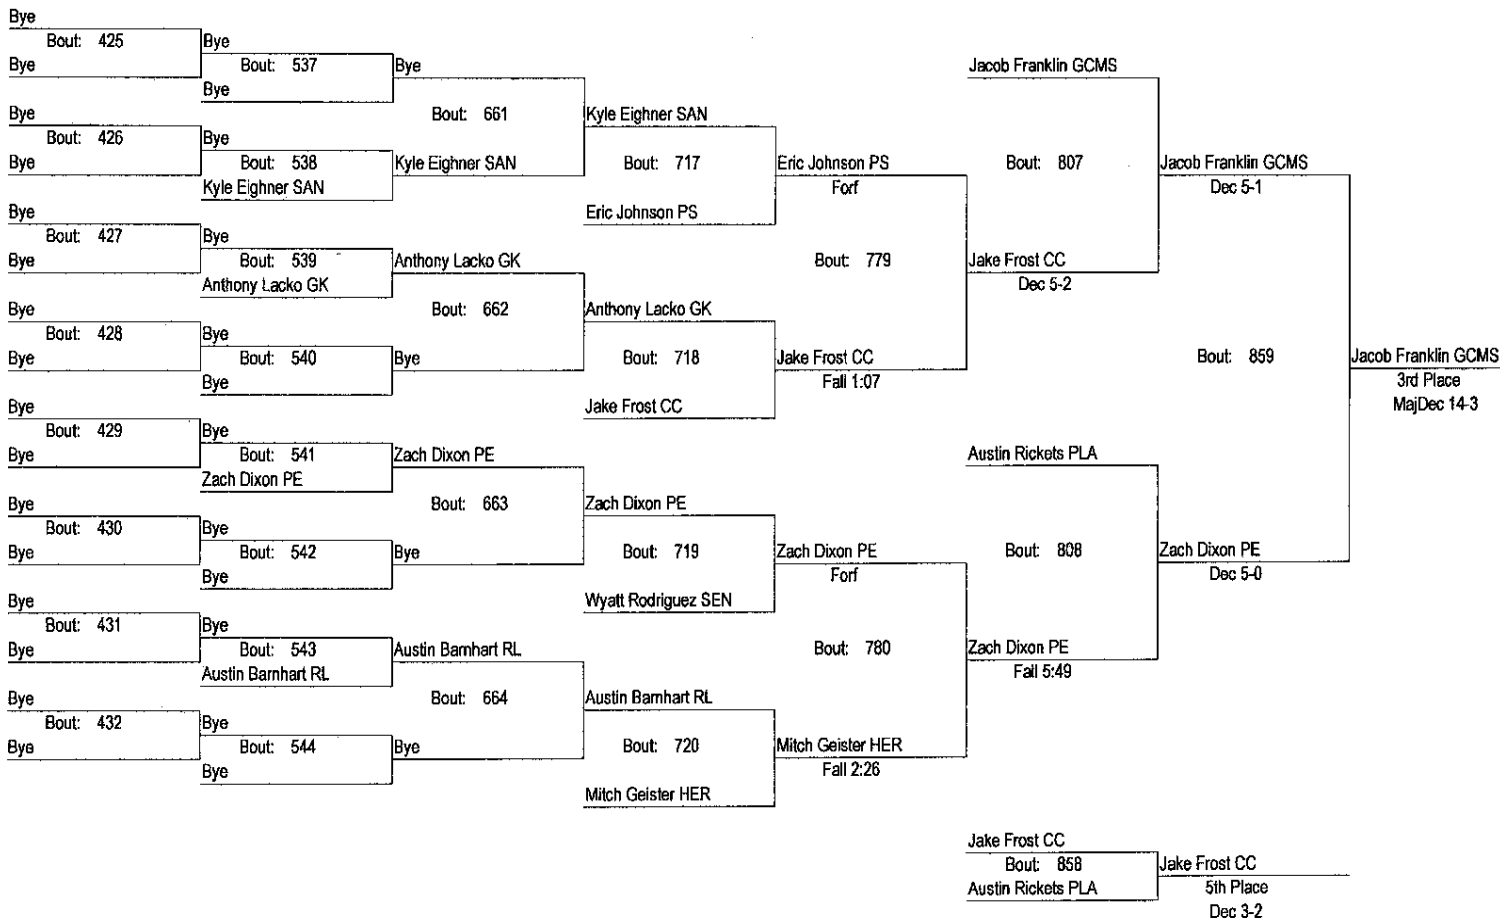 Bye
Bout: 425
Bye
Bye
Bout: 426
Bye
Bye
Bout: 427
Bye
Bye
Bout: 428
Bye
Bye
Bout: 429
Bye
Bye
Bout: 430
Bye
Bye
Bout: 431
Bye
Bye
Bout: 432
Bye
Bye
Bout: 537
Bye
Bye
Bout: 538
Kyle Eighner SAN
Bye
Bout: 539
Anthony Lacko GK
Bye
Bout: 540
Bye
Bye
Bout: 541
Zach Dixon PE
Bye
Bout: 542
Bye
Bye
Bout: 543
Austin Barnhart RL
Bye
Bout: 544
Bye
Bye
Bout: 661
Kyle Eighner SAN
Anthony Lacko GK
Bout: 662
Bye
Zach Dixon PE
Bout: 663
Bye
Austin Barnhart RL
Bout: 664
Bye
Kyle Eighner SAN
Bout: 717
Eric Johnson PS
Anthony Lacko GK
Bout: 718
Jake Frost CC
Zach Dixon PE
Bout: 719
Wyatt Rodriguez SEN
Austin Barnhart RL
Bout: 720
Mitch Geister HER
Eric Johnson PS
Forf
Bout: 779
Jake Frost CC
Fall 1:07
Zach Dixon PE
Forf
Bout: 780
Mitch Geister HER
Fall 2:26
Jacob Franklin GCMS
Bout: 807
Jake Frost CC
Dec 5-2
Austin Rickets PLA
Bout: 808
Zach Dixon PE
Fall 5:49
Jacob Franklin GCMS
Dec 5-1
Bout: 859
Zach Dixon PE
Dec 5-0
Jacob Franklin GCMS
3rd Place
MajDec 14-3
Jake Frost CC
Bout: 858
Austin Rickets PLA
Jake Frost CC
5th Place
Dec 3-2